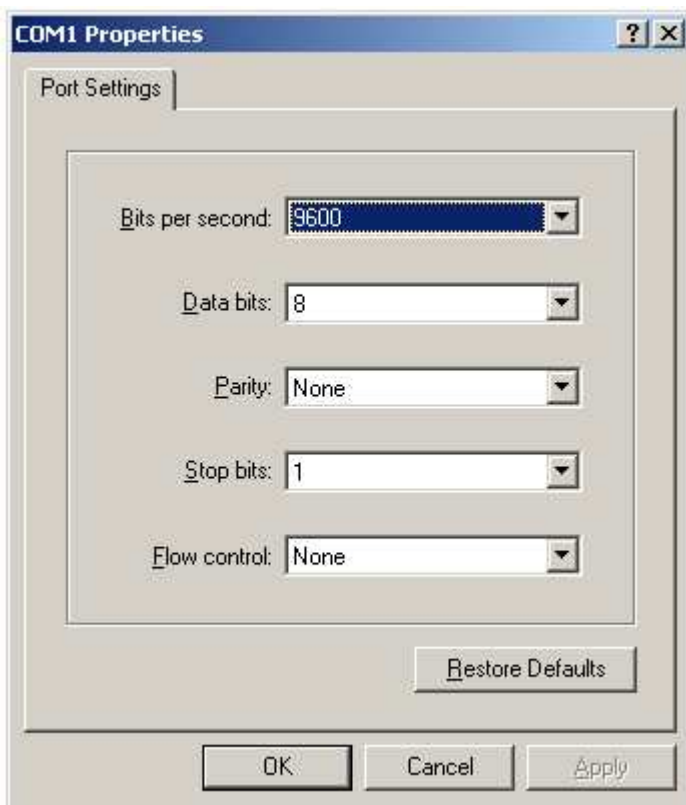 COM1 Properties
Port Settings
Bits per second: 9600
Data bits: 8
Parity: None
Stop bits: 1
Flow control: None
Restore Defaults
OK Cancel Apply